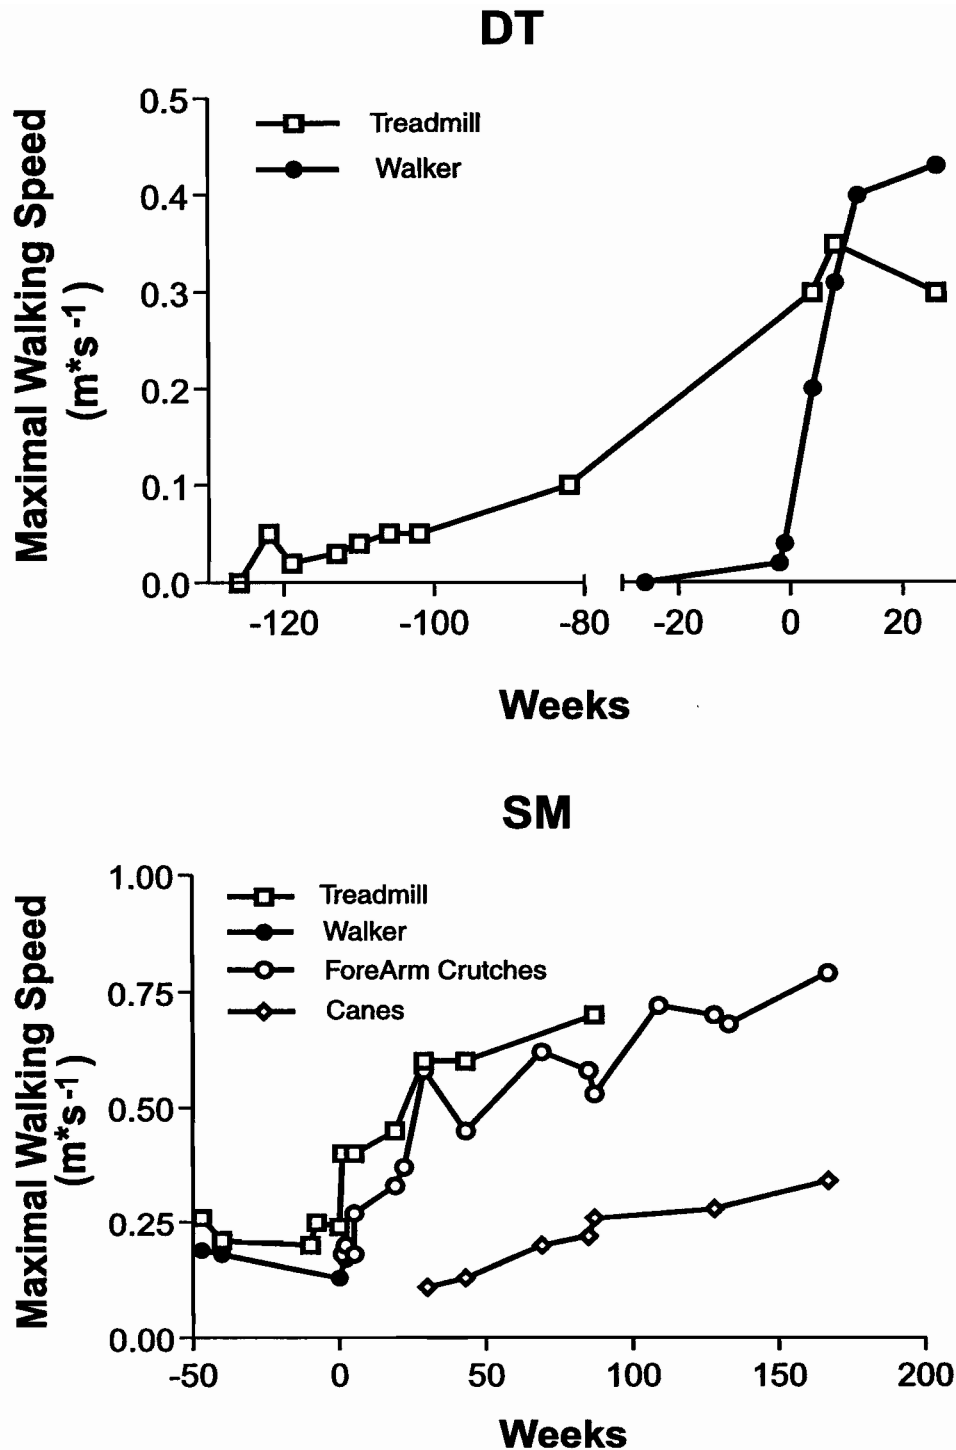 DT
Maximal Walking Speed
(m*s⁻¹)
0.5
0.4
0.3
0.2
0.1
0.0
Treadmill
Walker
-120 -100 -80 -20 0 20
Weeks
SM
Maximal Walking Speed
(m*s⁻¹)
1.00
0.75
0.50
0.25
0.00
Treadmill
Walker
ForeArm Crutches
Canes
-50 0 50 100 150 200
Weeks